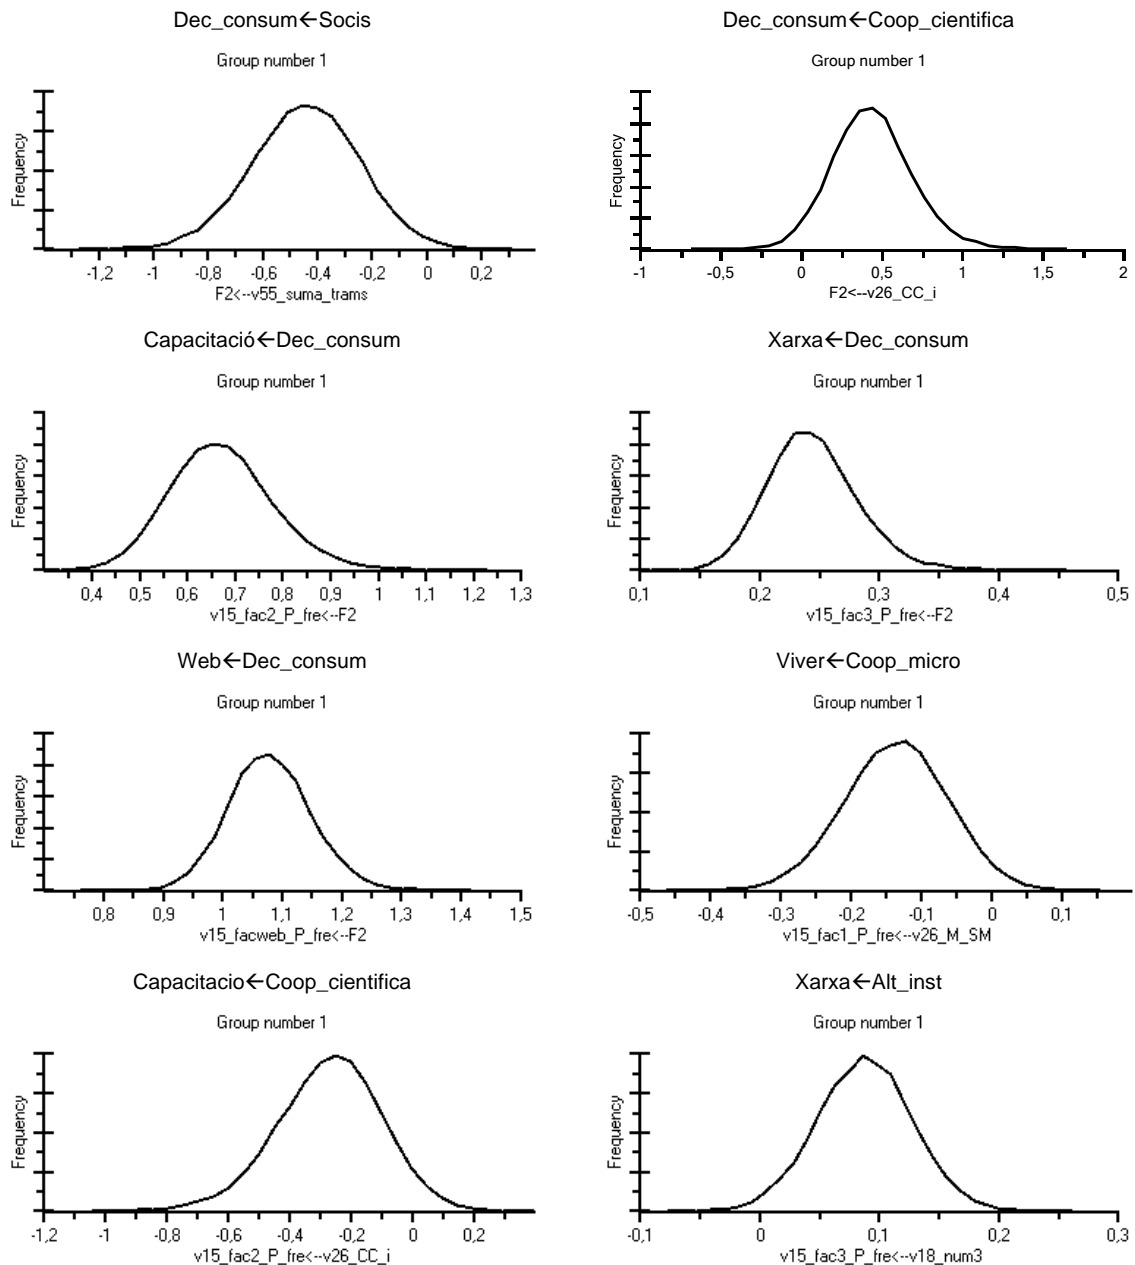 Dec_consum←Socis
Group number 1
Frequency
-1,2 -1 -0,8 -0,6 -0,4 -0,2 0 0,2
F2<--v55_suma_trams
Dec_consum←Coop_cientifica
Group number 1
Frequency
-1 -0,5 0 0,5 1 1,5 2
F2<--v26_CC_i
Capacitació←Dec_consum
Group number 1
Frequency
0,4 0,5 0,6 0,7 0,8 0,9 1 1,1 1,2 1,3
v15_fac2_P_fre<--F2
Xarxa←Dec_consum
Group number 1
Frequency
0,1 0,2 0,3 0,4 0,5
v15_fac3_P_fre<--F2
Web←Dec_consum
Group number 1
Frequency
0,8 0,9 1 1,1 1,2 1,3 1,4 1,5
v15_facweb_P_fre<--F2
Viver←Coop_micro
Group number 1
Frequency
-0,5 -0,4 -0,3 -0,2 -0,1 0 0,1
v15_fac1_P_fre<--v26_M_SM
Capacitacio←Coop_cientifica
Group number 1
Frequency
-1,2 -1 -0,8 -0,6 -0,4 -0,2 0 0,2
v15_fac2_P_fre<--v26_CC_i
Xarxa←Alt_inst
Group number 1
Frequency
-0,1 0 0,1 0,2 0,3
v15_fac3_P_fre<--v18_num3